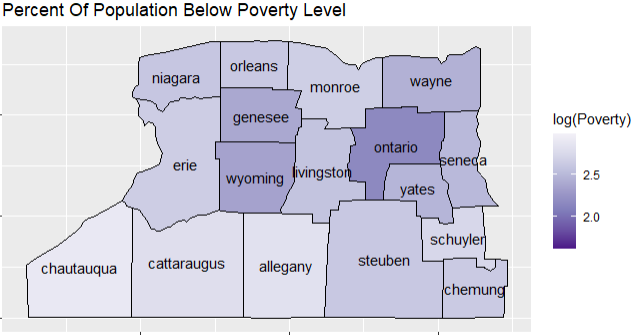 Percent Of Population Below Poverty Level
niagara
orleans
monroe
wayne
genesee
erie
wyoming
livingston
ontario
seneca
yates
chautauqua
cattaraugus
allegany
steuben
schuyler
chemung
log(Poverty)
2.5
2.0